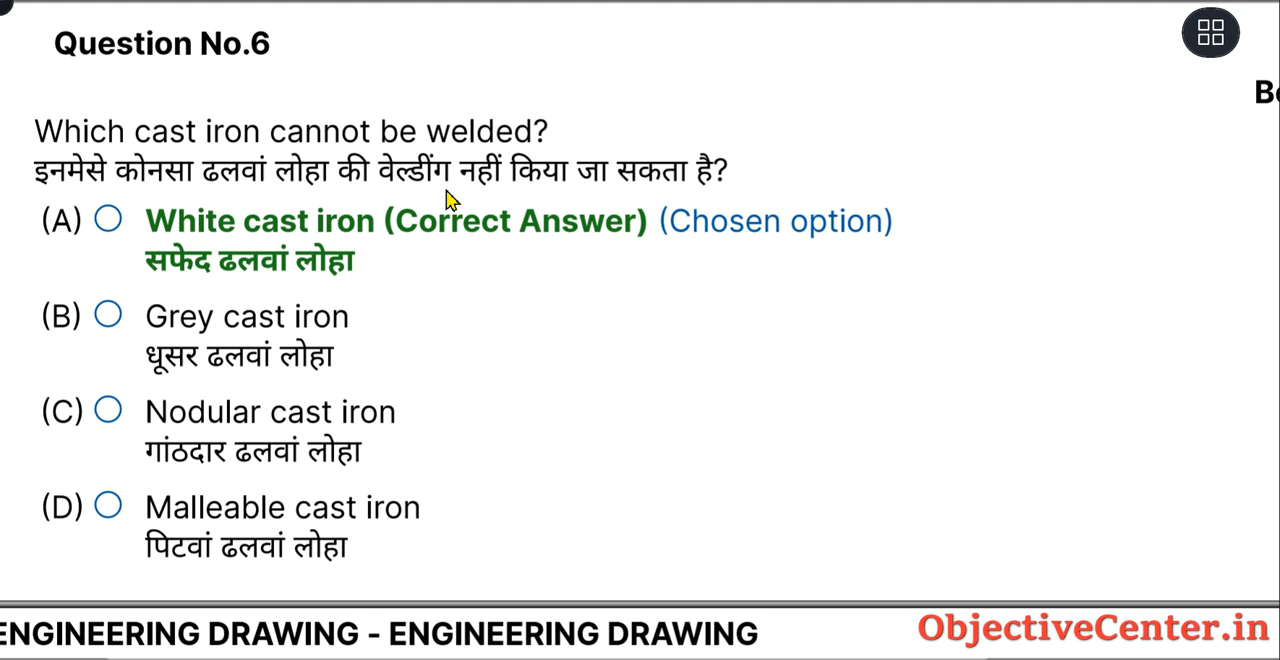 Question No.6
Which cast iron cannot be welded?
इनमेसे कोनसा ढलवां लोहा की वेल्डींग नहीं किया जा सकता है?
(A) White cast iron (Correct Answer) (Chosen option)
सफेद ढलवां लोहा
(B) Grey cast iron
धूसर ढलवां लोहा
(C) Nodular cast iron
गांठदार ढलवां लोहा
(D) Malleable cast iron
पिटवां ढलवां लोहा
ENGINEERING DRAWING - ENGINEERING DRAWING
ObjectiveCenter.in